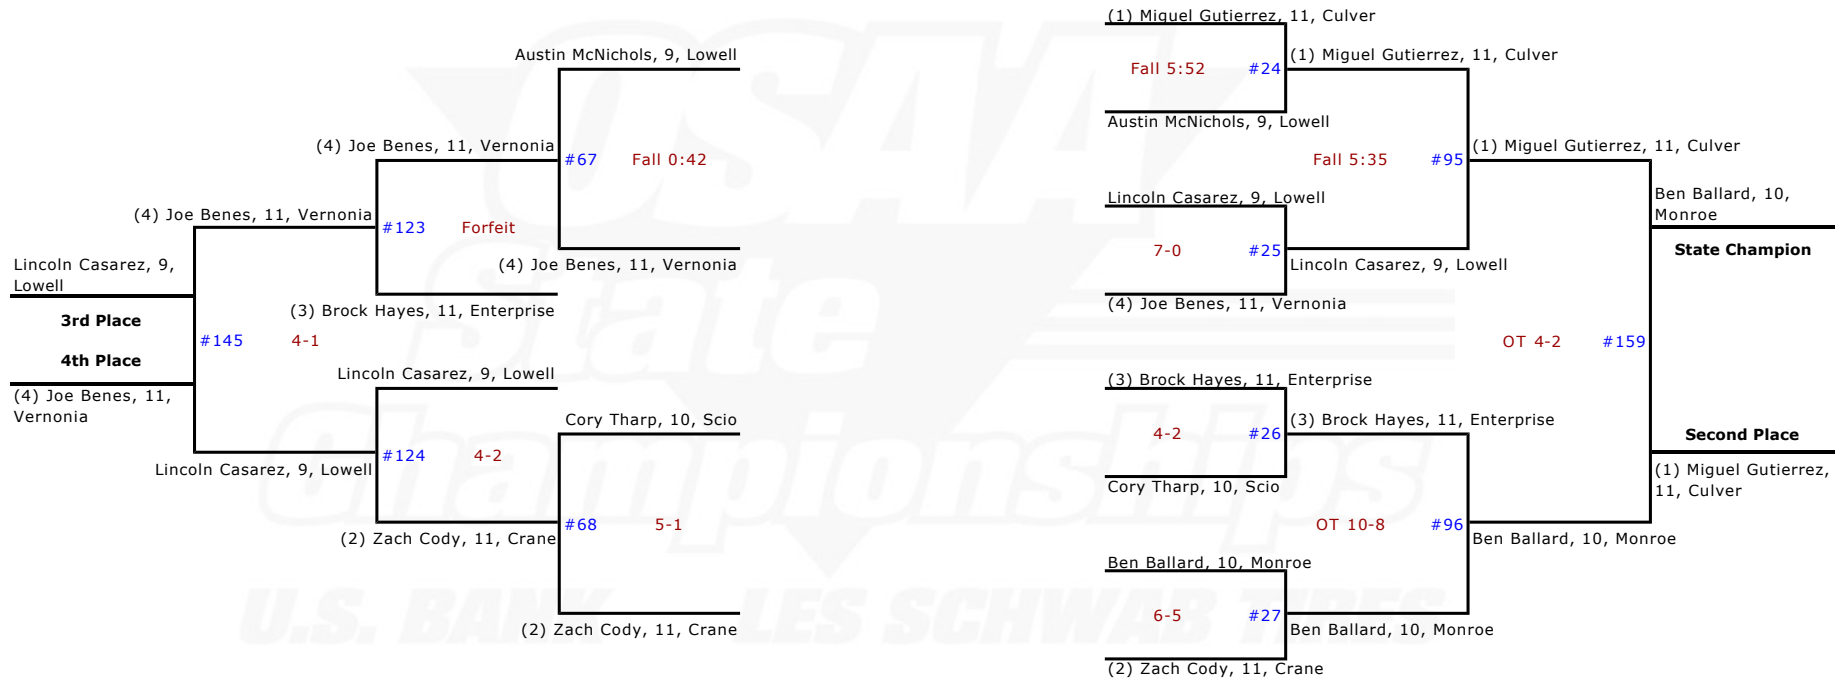 (1) Miguel Gutierrez, 11, Culver
Austin McNichols, 9, Lowell
(1) Miguel Gutierrez, 11, Culver
Fall 5:52 #24
Austin McNichols, 9, Lowell
(4) Joe Benes, 11, Vernonia
(1) Miguel Gutierrez, 11, Culver
#67 Fall 0:42
Fall 5:35 #95
Lincoln Casarez, 9, Lowell
Ben Ballard, 10,
Monroe
(4) Joe Benes, 11, Vernonia
#123 Forfeit
7-0 #25
State Champion
Lincoln Casarez, 9,
Lowell
(4) Joe Benes, 11, Vernonia
Lincoln Casarez, 9, Lowell
(3) Brock Hayes, 11, Enterprise
(4) Joe Benes, 11, Vernonia
3rd Place
#145 4-1
OT 4-2 #159
4th Place
Lincoln Casarez, 9, Lowell
(3) Brock Hayes, 11, Enterprise
(4) Joe Benes, 11,
Vernonia
Cory Tharp, 10, Scio
(3) Brock Hayes, 11, Enterprise
4-2 #26
Second Place
#124 4-2
Lincoln Casarez, 9, Lowell
(1) Miguel Gutierrez,
11, Culver
Cory Tharp, 10, Scio
#68 5-1
OT 10-8 #96
(2) Zach Cody, 11, Crane
Ben Ballard, 10, Monroe
Ben Ballard, 10, Monroe
6-5 #27
(2) Zach Cody, 11, Crane
Ben Ballard, 10, Monroe
(2) Zach Cody, 11, Crane
OSAA
State
Championships
U.S. BANK LES SCHWAB TIRES